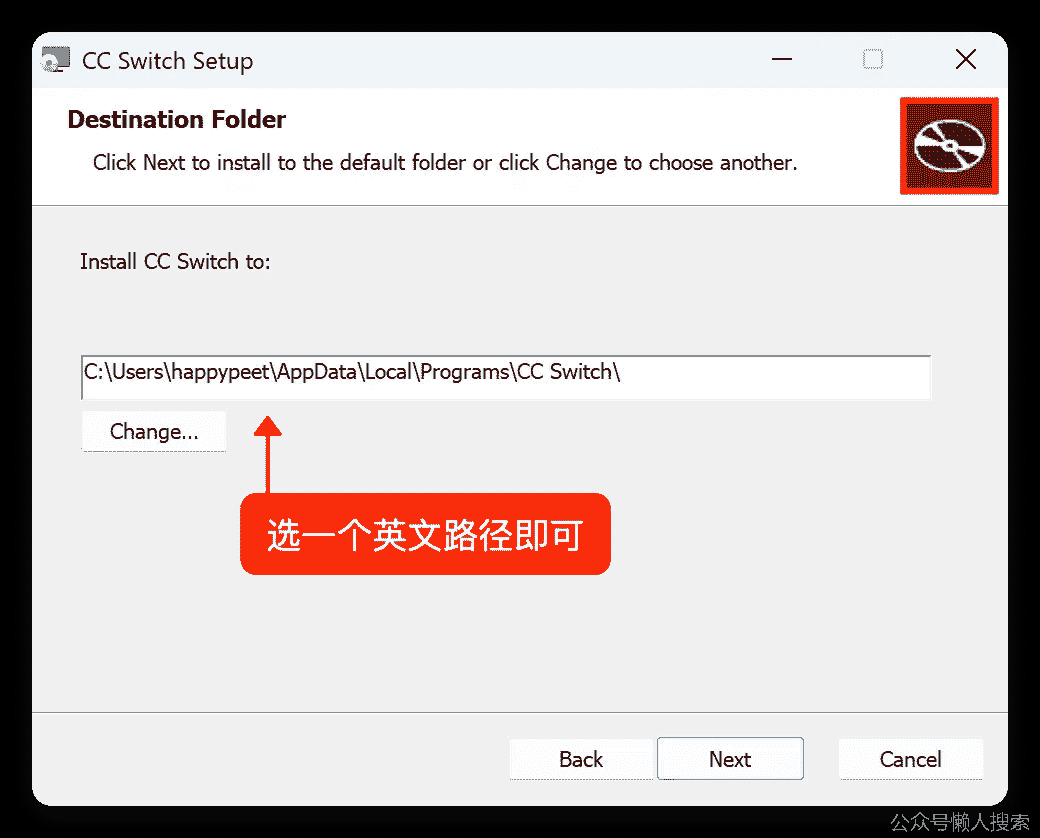 CC Switch Setup
Destination Folder
Click Next to install to the default folder or click Change to choose another.
Install CC Switch to:
C:\Users\happypeet\AppData\Local\Programs\CC Switch\
Change...
选一个英文路径即可
Back
Next
Cancel
公众号懒人搜索